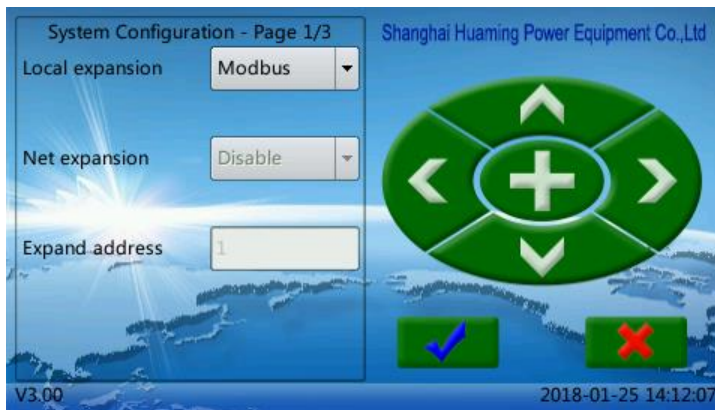 System Configuration - Page 1/3
Shanghai Huaming Power Equipment Co.,Ltd
Local expansion Modbus
Net expansion Disable
Expand address 1
V3.00
2018-01-25 14:12:07